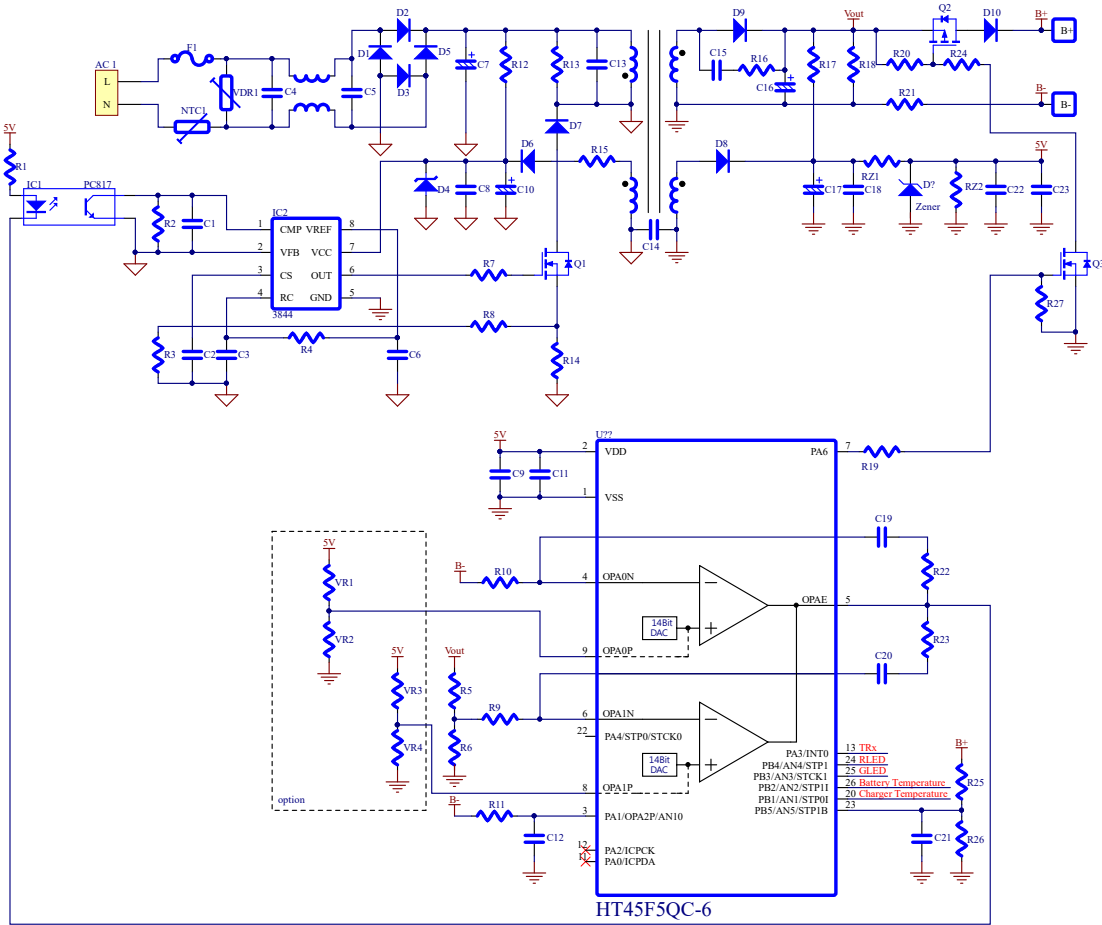 D2
D9
Vout
Q2
D10
B+
B+
F1
D1
D5
C15
R16
R20
R24
AC 1
L
N
VDR1
C4
C5
D3
C7
R12
R13
C13
C16
R17
R18
NTC1
R21
B-
B-
5V
D7
R1
D6
R15
D8
5V
IC1
PC817
D4
C8
C10
C17
C18
RZ1
D?
Zener
RZ2
C22
C23
R2
C1
IC2
1 CMP VREF 8
2 VFB VCC 7
3 CS OUT 6
4 RC GND 5
3844
C14
R7
Q1
Q3
R27
R8
R3
C2
C3
R4
C6
R14
5V
U??
2 VDD
PA6 7
R19
C9
C11
1 VSS
C19
5V
B-
R10
4 OPA0N
R22
VR1
14Bit
DAC
OPAE 5
VR2
9 OPA0P
R23
C20
5V
Vout
VR3
R5
R9
6 OPA1N
22 PA4/STP0/STCK0
VR4
R6
14Bit
DAC
B+
PA3/INT0 13 TRx
PB4/AN4/STP1 24 RLED
PB3/AN3/STCK1 25 GLED
PB2/AN2/STP1I 26 Battery Temperature
PB1/AN1/STP0I 20 Charger Temperature
PB5/AN5/STP1B 23
R25
8 OPA1P
option
B-
R11
3 PA1/OPA2P/AN10
C12
C21
R26
12 PA2/ICPCK
11 PA0/ICPDA
HT45F5QC-6